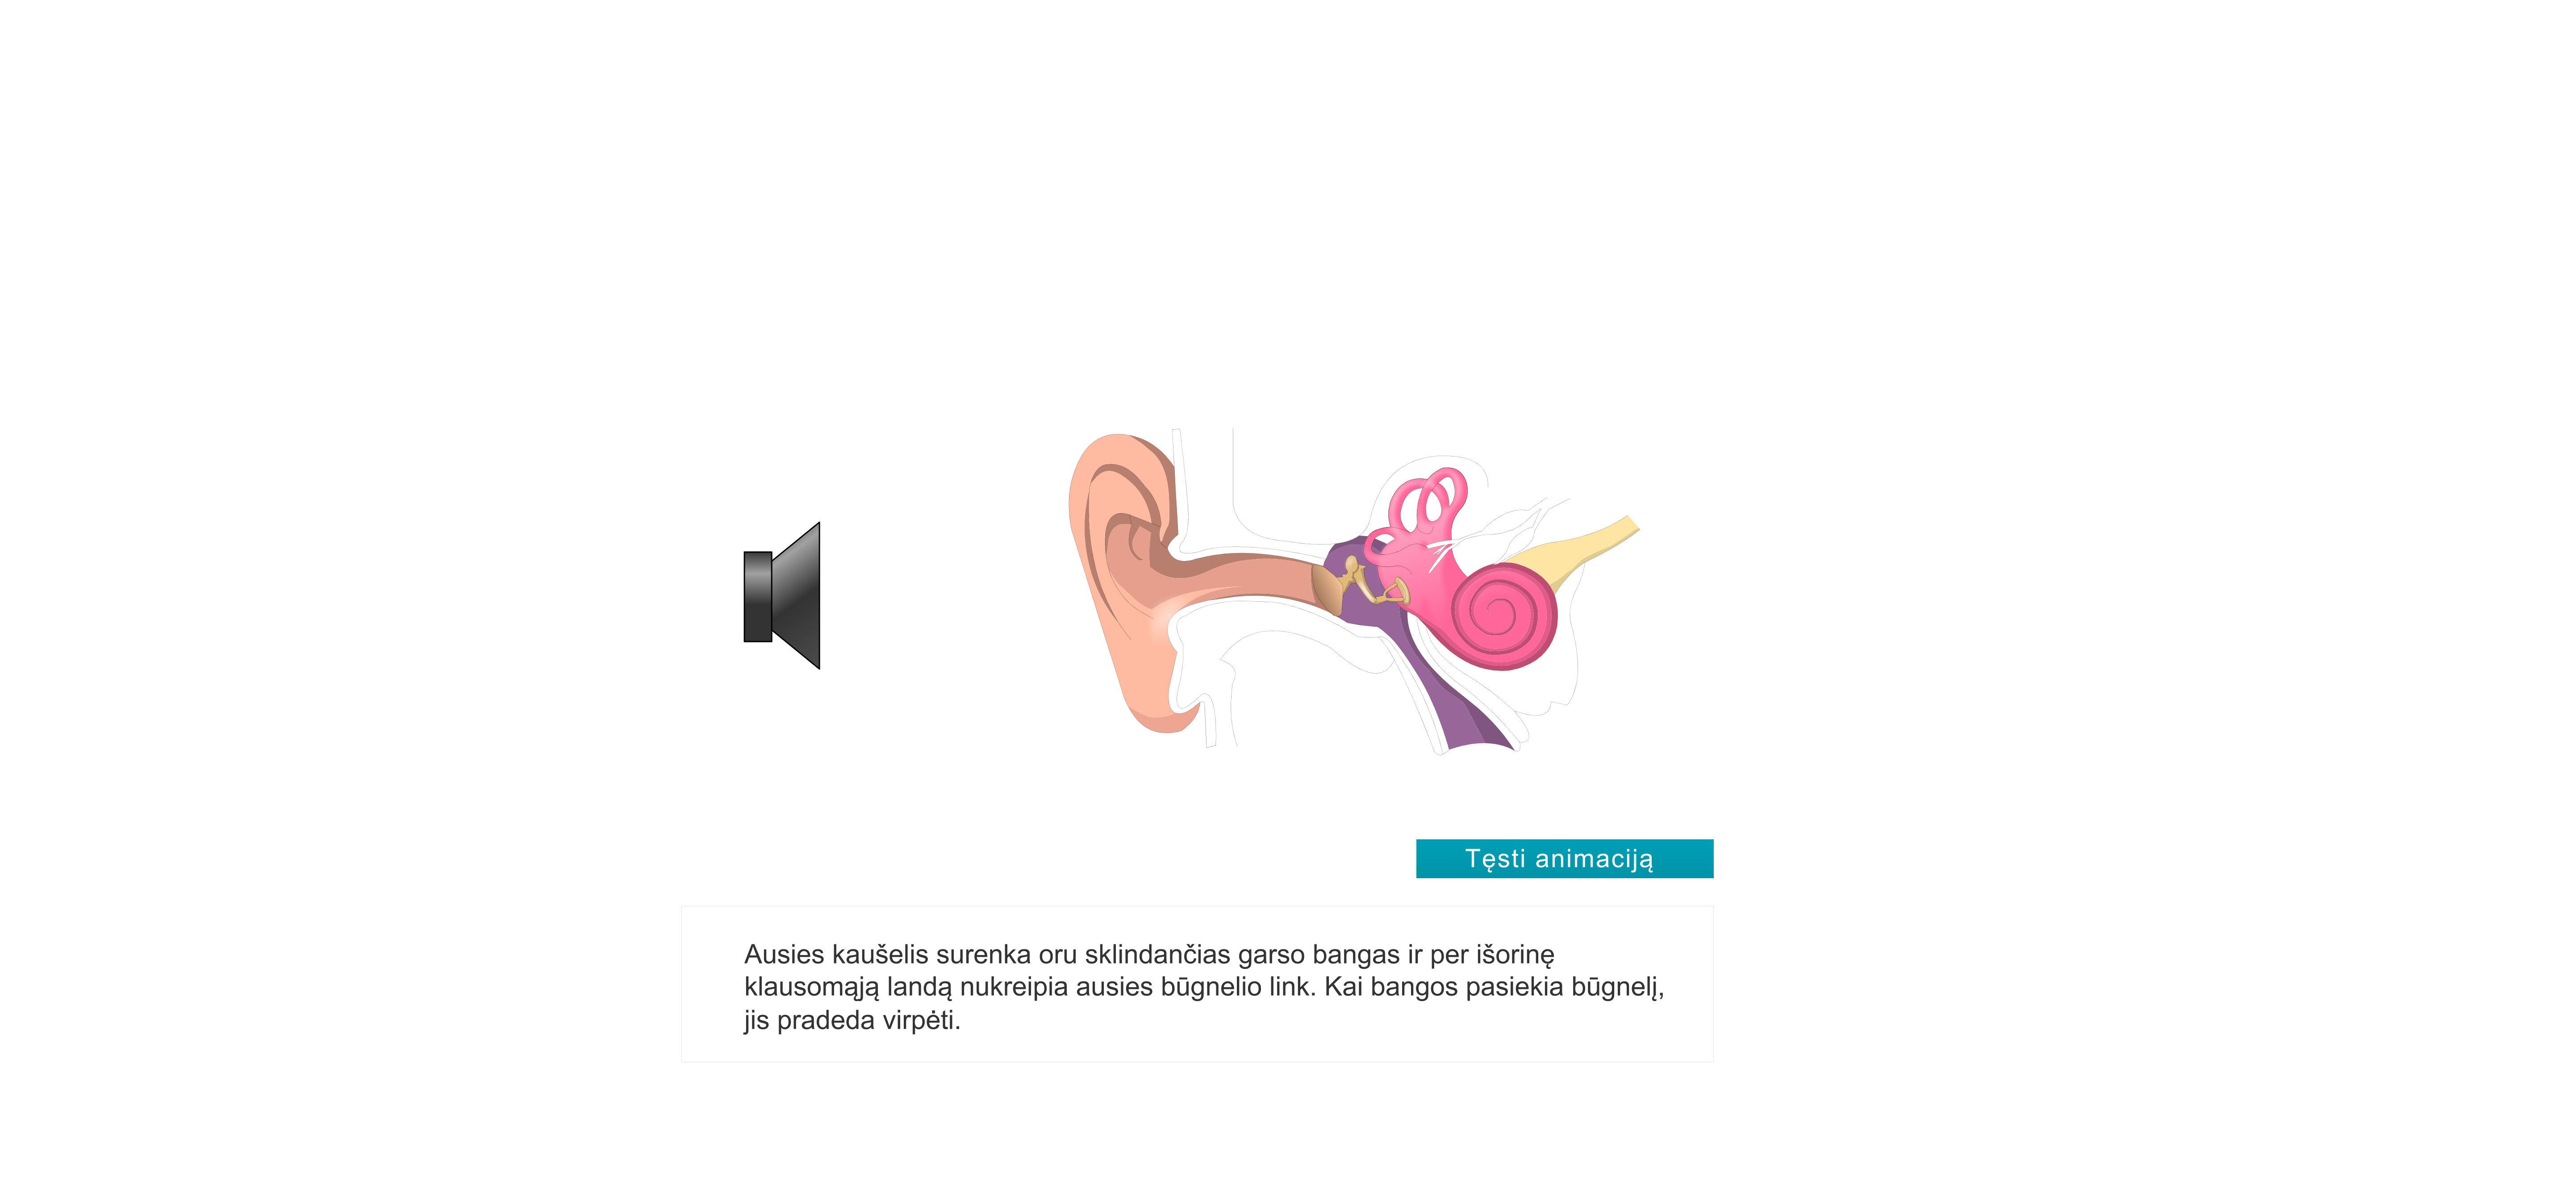 Tęsti animaciją
Ausies kaušelis surenka oru sklindančias garso bangas ir per išorinę
klausomąją landą nukreipia ausies būgnelio link. Kai bangos pasiekia būgnelį,
jis pradeda virpėti.